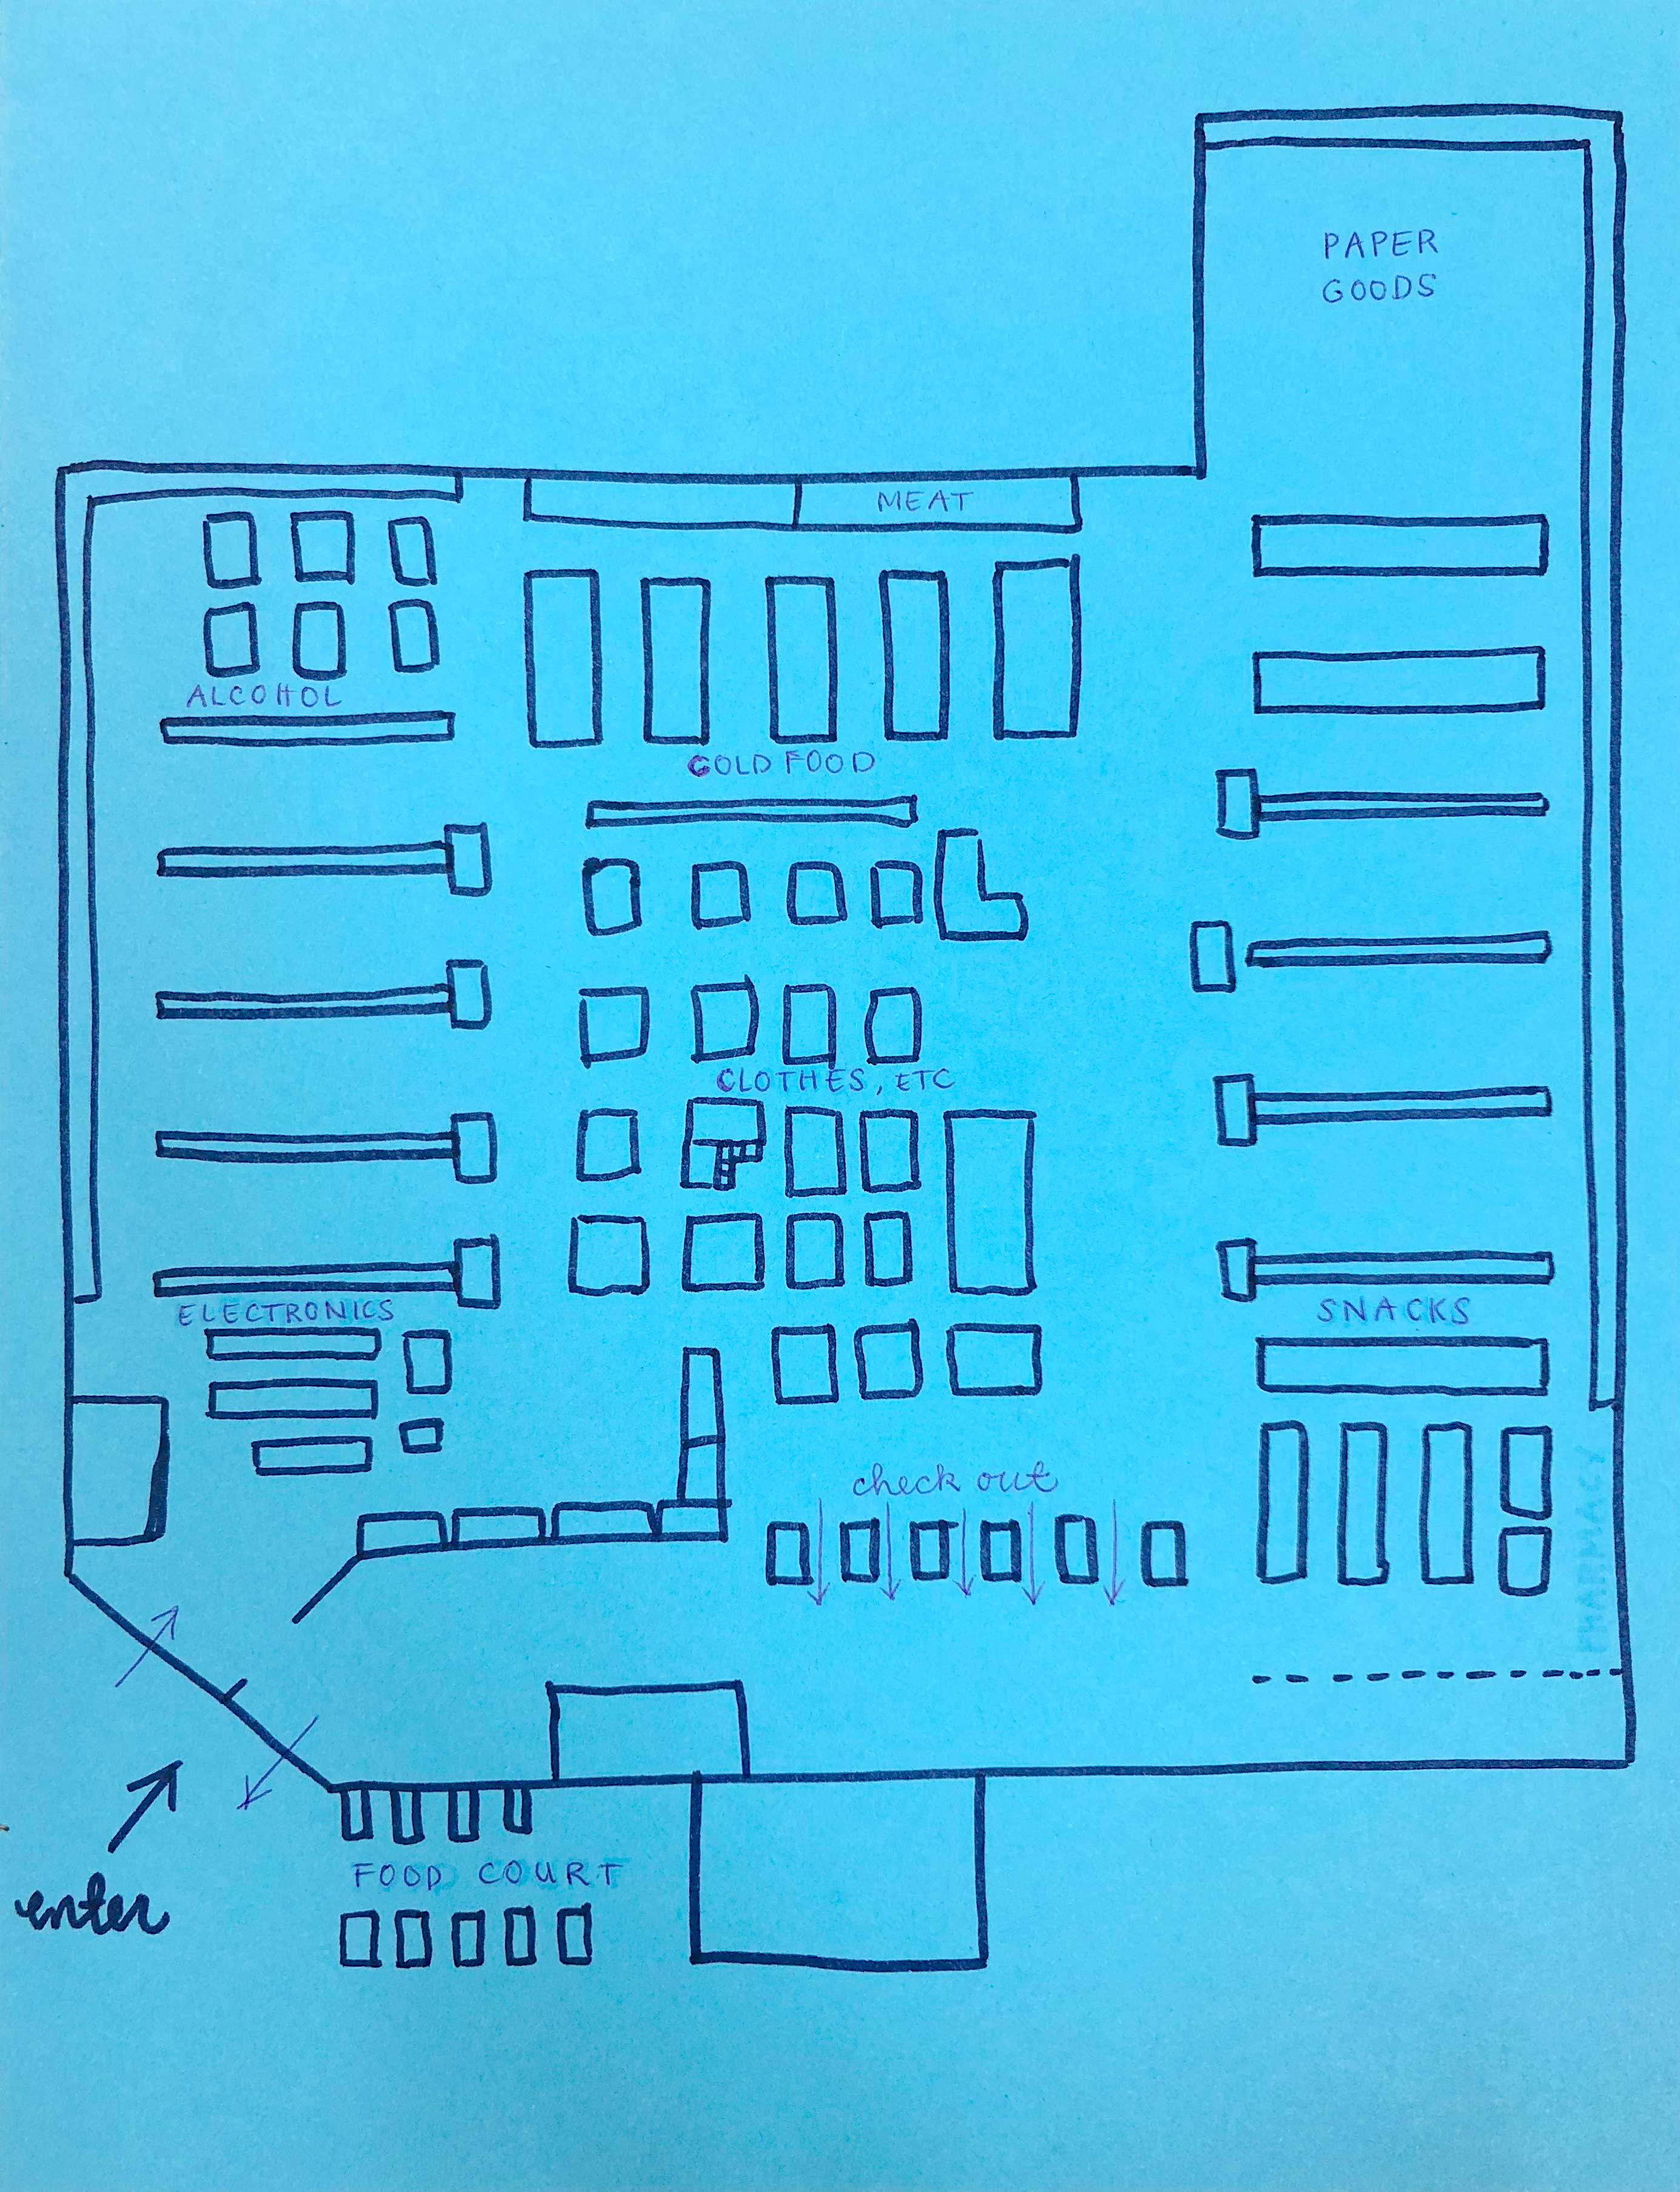 PAPER
GOODS
MEAT
ALCOHOL
COLD FOOD
CLOTHES, ETC
ELECTRONICS
SNACKS
check out
PHARMACY
FOOD COURT
enter